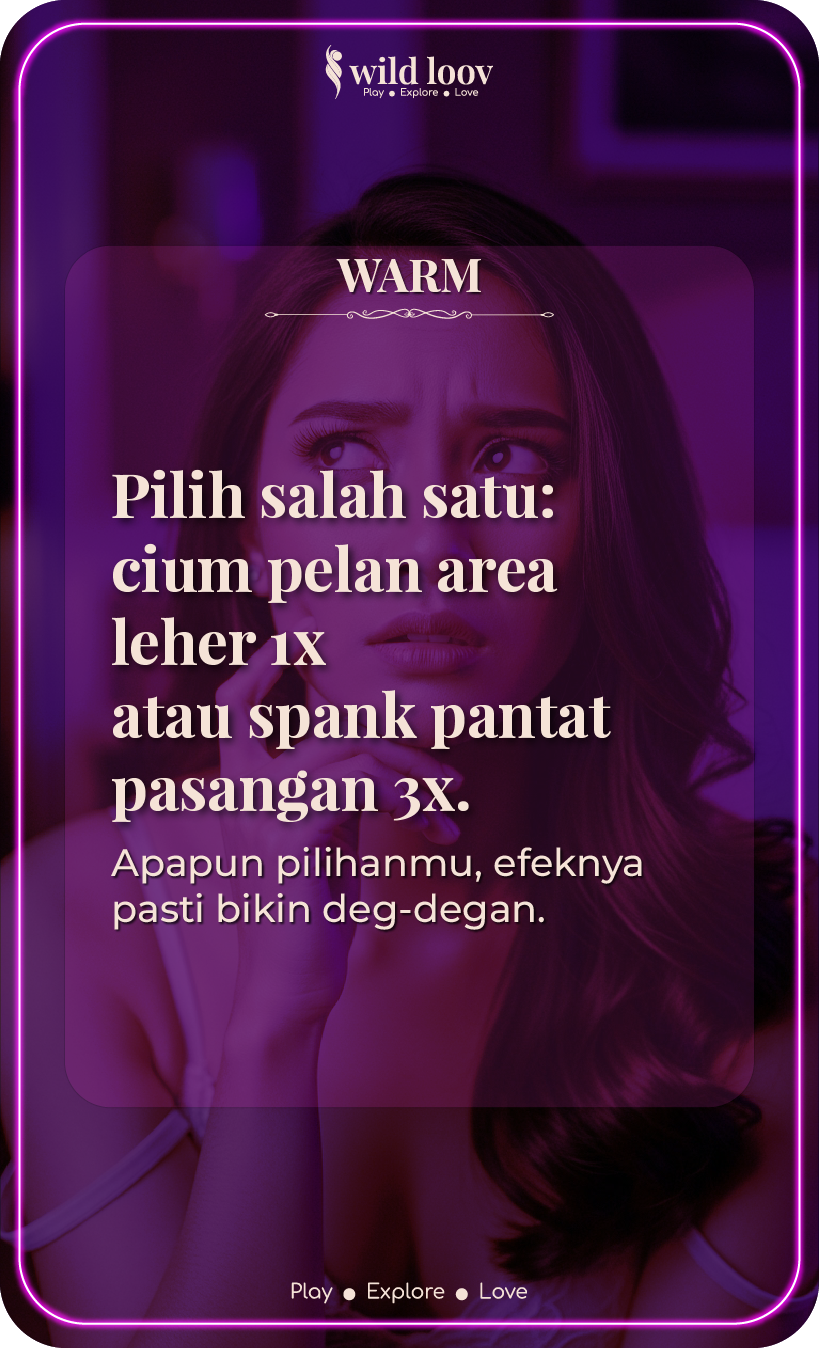 wild loov
Play • Explore • Love
WARM
Pilih salah satu:
cium pelan area
leher 1x
atau spank pantat
pasangan 3x.
Apapun pilihanmu, efeknya
pasti bikin deg-degan.
Play • Explore • Love